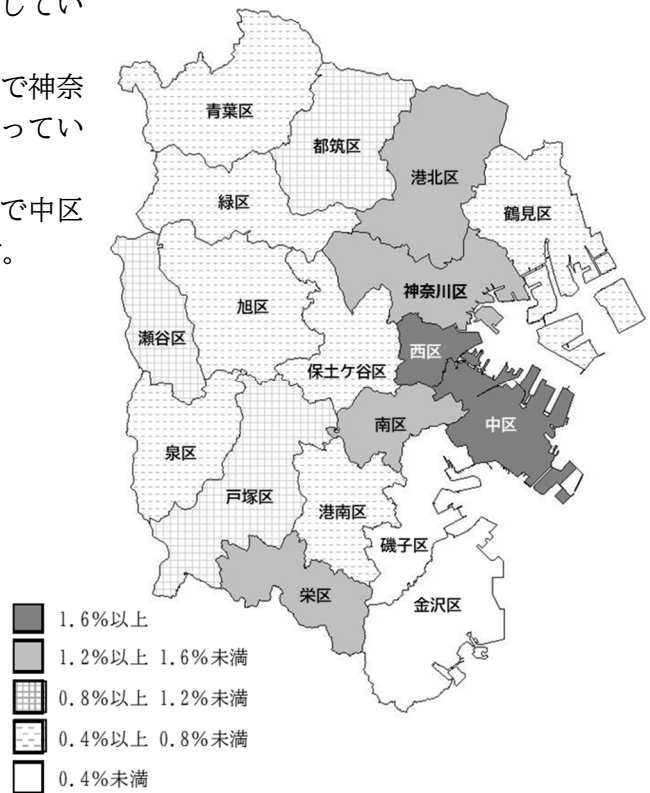 してい
で神奈
ってい
で中区
。
青葉区
都筑区
港北区
緑区
鶴見区
旭区
神奈川区
瀬谷区
西区
保土ケ谷区
南区
中区
泉区
戸塚区
港南区
磯子区
栄区
金沢区
1.6%以上
1.2%以上 1.6%未満
0.8%以上 1.2%未満
0.4%以上 0.8%未満
0.4%未満